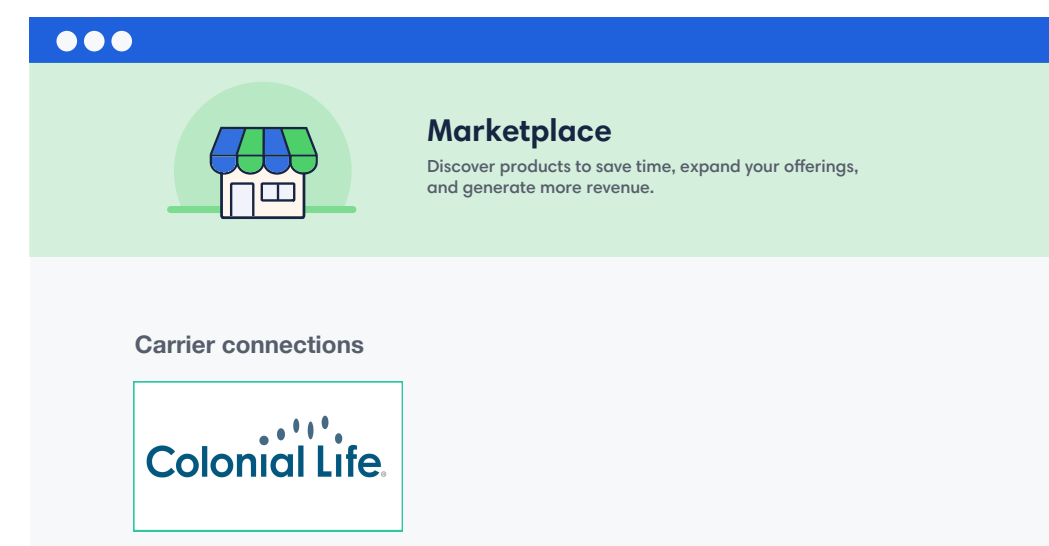 Marketplace
Discover products to save time, expand your offerings,
and generate more revenue.
Carrier connections
Colonial Life®